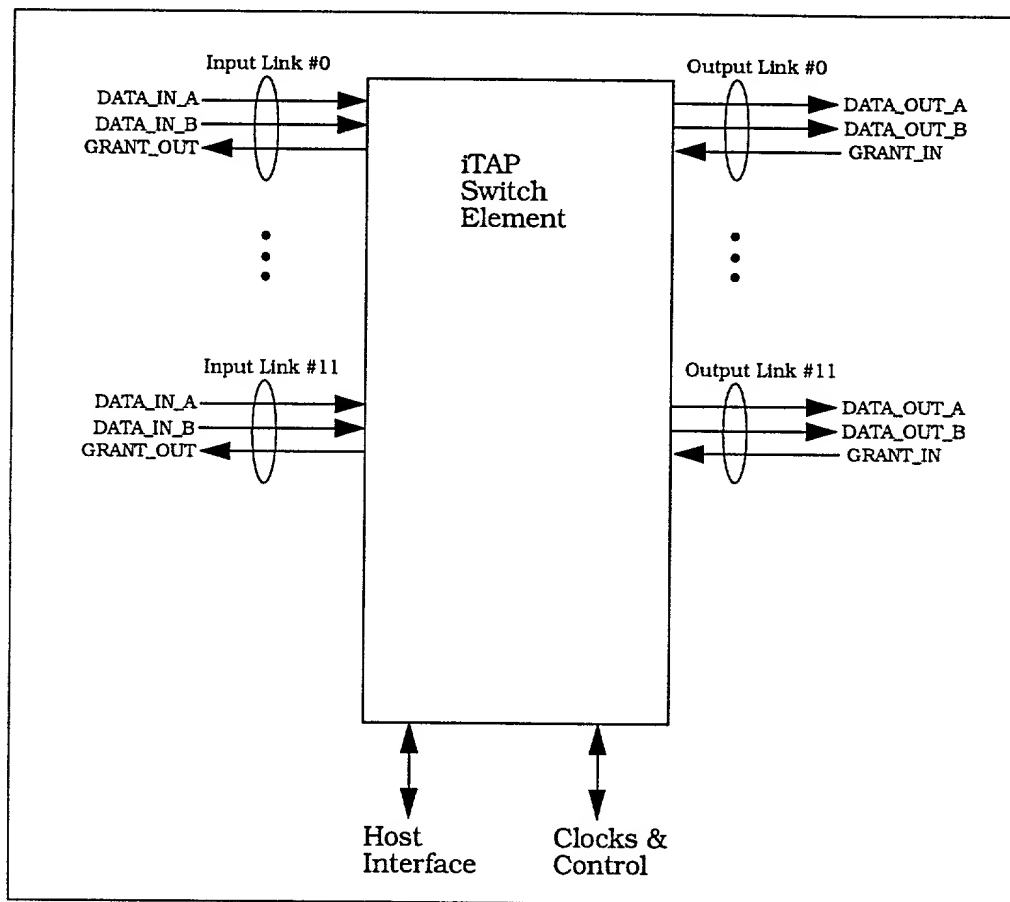 Input Link #0
DATA_IN_A
DATA_IN_B
GRANT_OUT
Output Link #0
DATA_OUT_A
DATA_OUT_B
GRANT_IN
iTAP
Switch
Element
Input Link #11
DATA_IN_A
DATA_IN_B
GRANT_OUT
Output Link #11
DATA_OUT_A
DATA_OUT_B
GRANT_IN
Host
Interface
Clocks &
Control